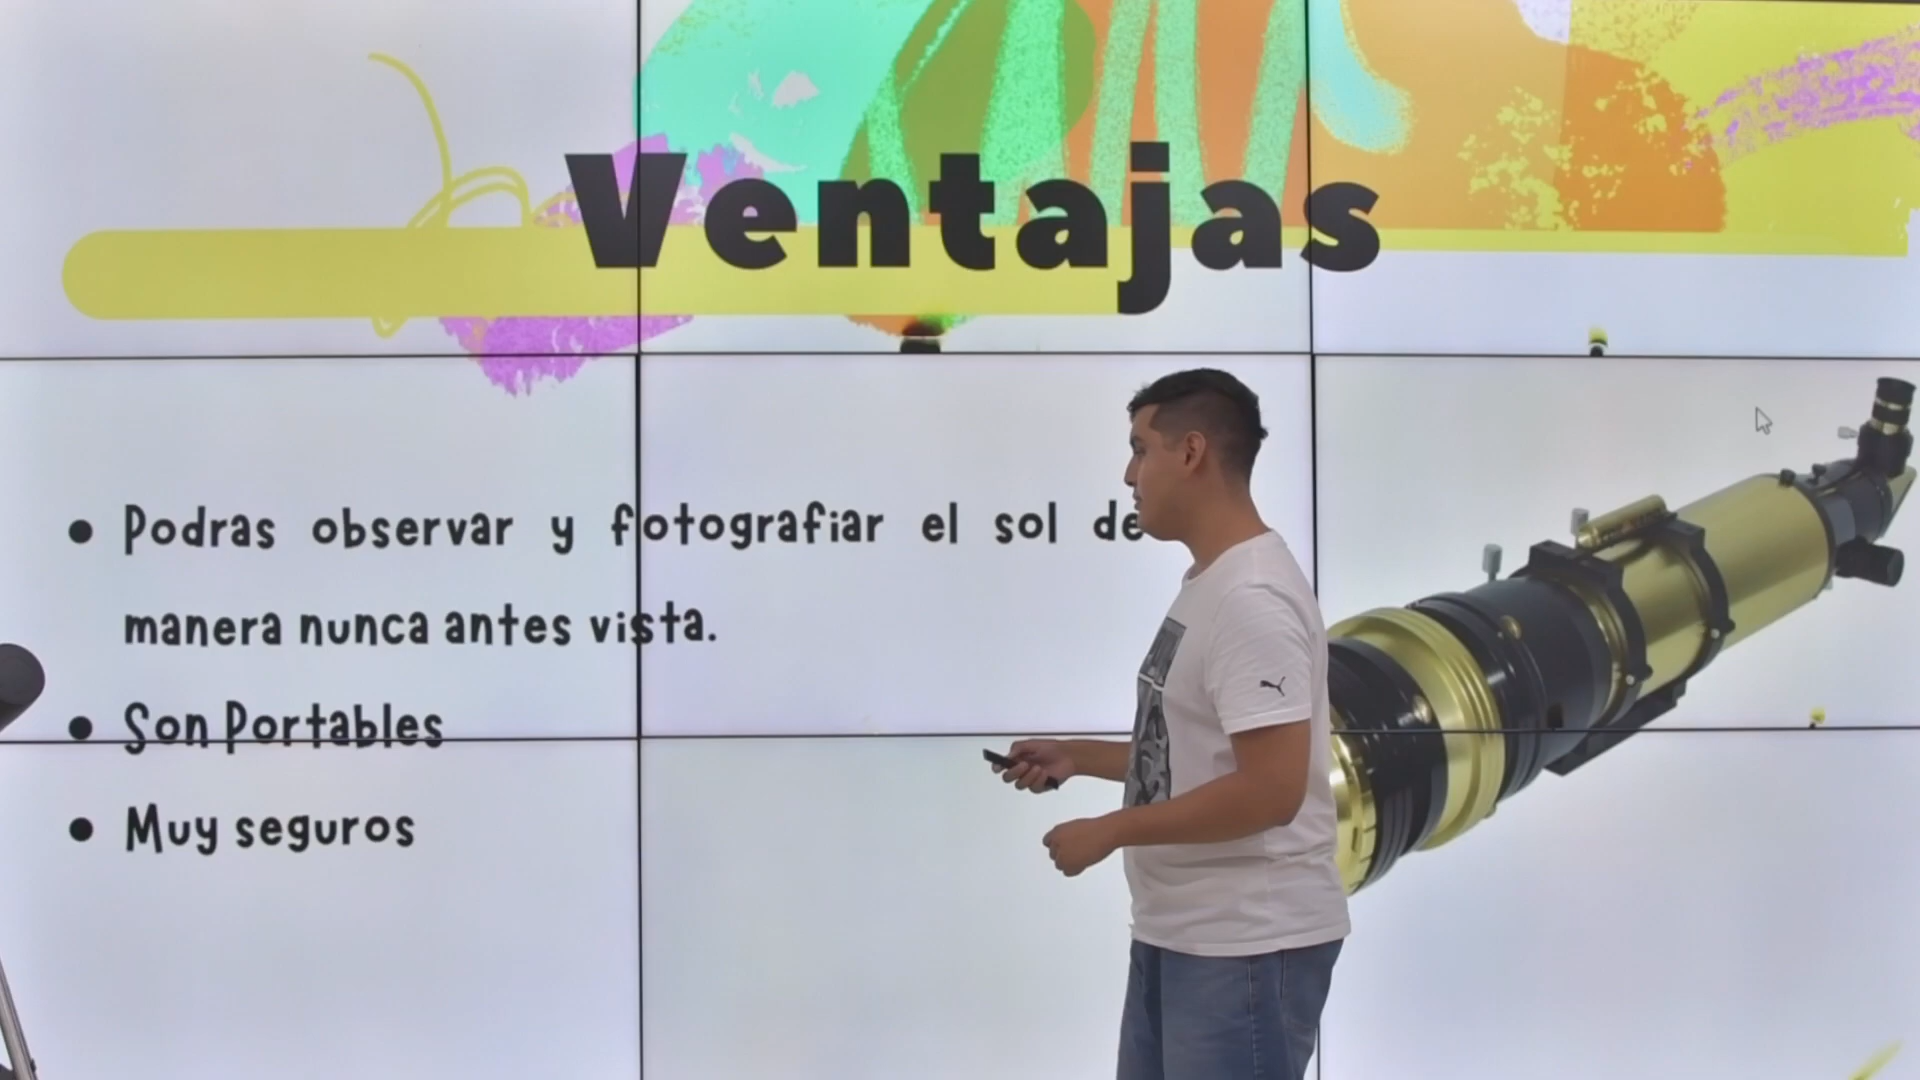 Ventajas
• Podras observar y fotografiar el sol de
manera nunca antes vista.
• Son Portables
• Muy seguros